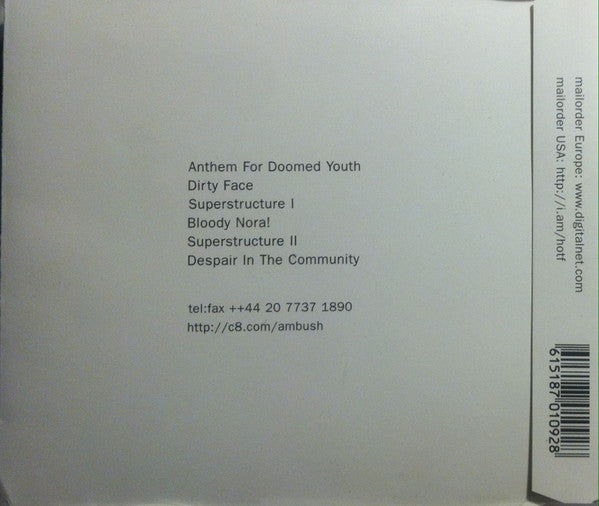 Anthem For Doomed Youth
Dirty Face
Superstructure I
Bloody Nora!
Superstructure II
Despair In The Community
tel:fax ++44 20 7737 1890
http://c8.com/ambush
mailorder Europe: www.digitalnet.com
mailorder USA: http://i.am/hotf
615187010928